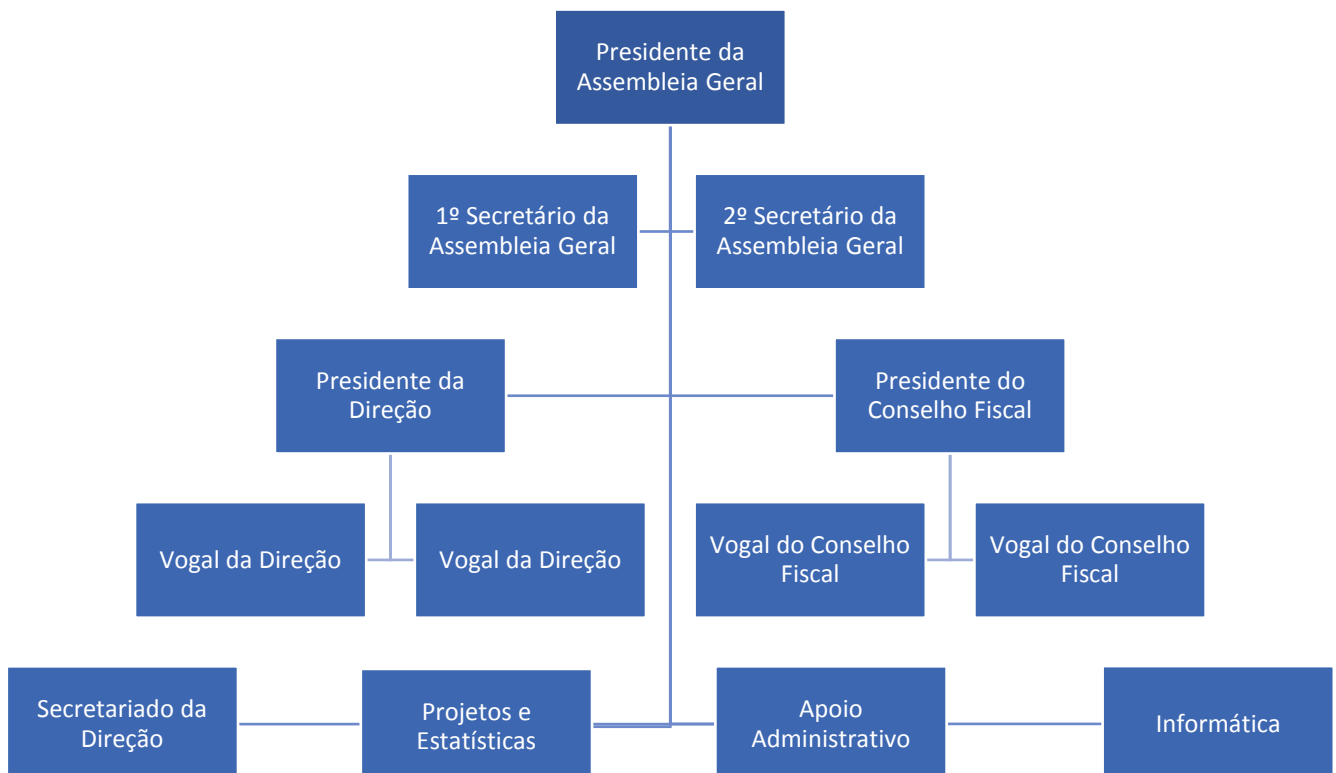 Presidente da
Assembleia Geral
1º Secretário da
Assembleia Geral
2º Secretário da
Assembleia Geral
Presidente da
Direção
Presidente do
Conselho Fiscal
Vogal da Direção
Vogal da Direção
Vogal do Conselho
Fiscal
Vogal do Conselho
Fiscal
Secretariado da
Direção
Projetos e
Estatísticas
Apoio
Administrativo
Informática